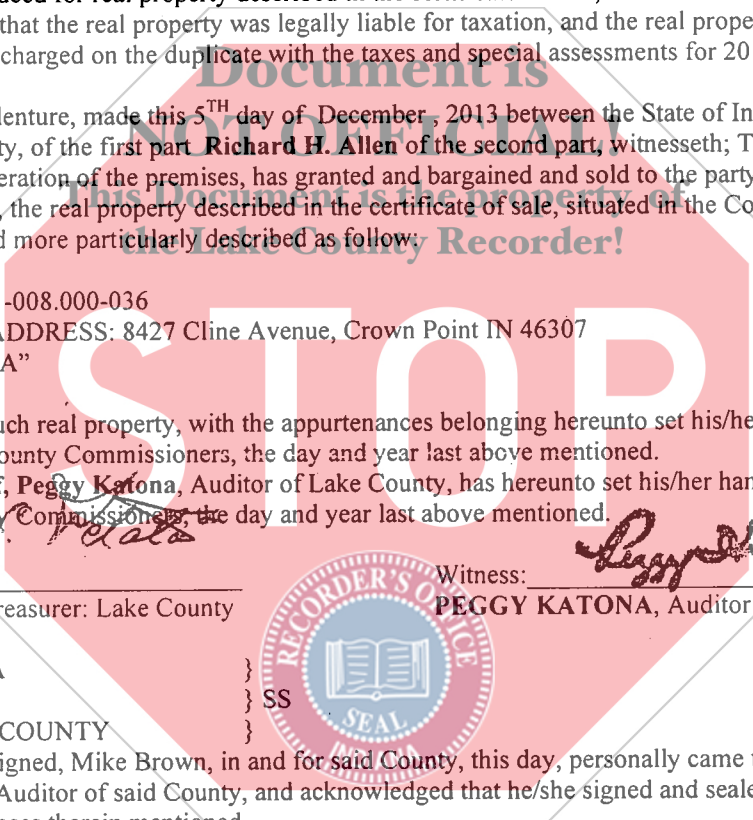 that the real property was legally liable for taxation, and the real prope
charged on the duplicate with the taxes and special assessments for 20
Document is
lenture, made this 5TH day of December , 2013 between the State of In
NOT OFFICIAL!
ty, of the first part Richard H. Allen of the second part, witnesseth; T
eration of the premises, has granted and bargained and sold to the party
This Document is the property of
, the real property described in the certificate of sale, situated in the Co
d more particularly described as follow:
the Lake County Recorder!
-008.000-036
ADDRESS: 8427 Cline Avenue, Crown Point IN 46307
A”
STOP
uch real property, with the appurtenances belonging hereunto set his/he
ounty Commissioners, the day and year last above mentioned.
f, Peggy Katona, Auditor of Lake County, has hereunto set his/her han
y Commissioners, the day and year last above mentioned.
Peggy
Witness:
reasurer: Lake County
PEGGY KATONA, Auditor
RECORDER'S OFFICE
SEAL
INDIANA
A }
} SS
COUNTY }
igned, Mike Brown, in and for said County, this day, personally came t
Auditor of said County, and acknowledged that he/she signed and seale